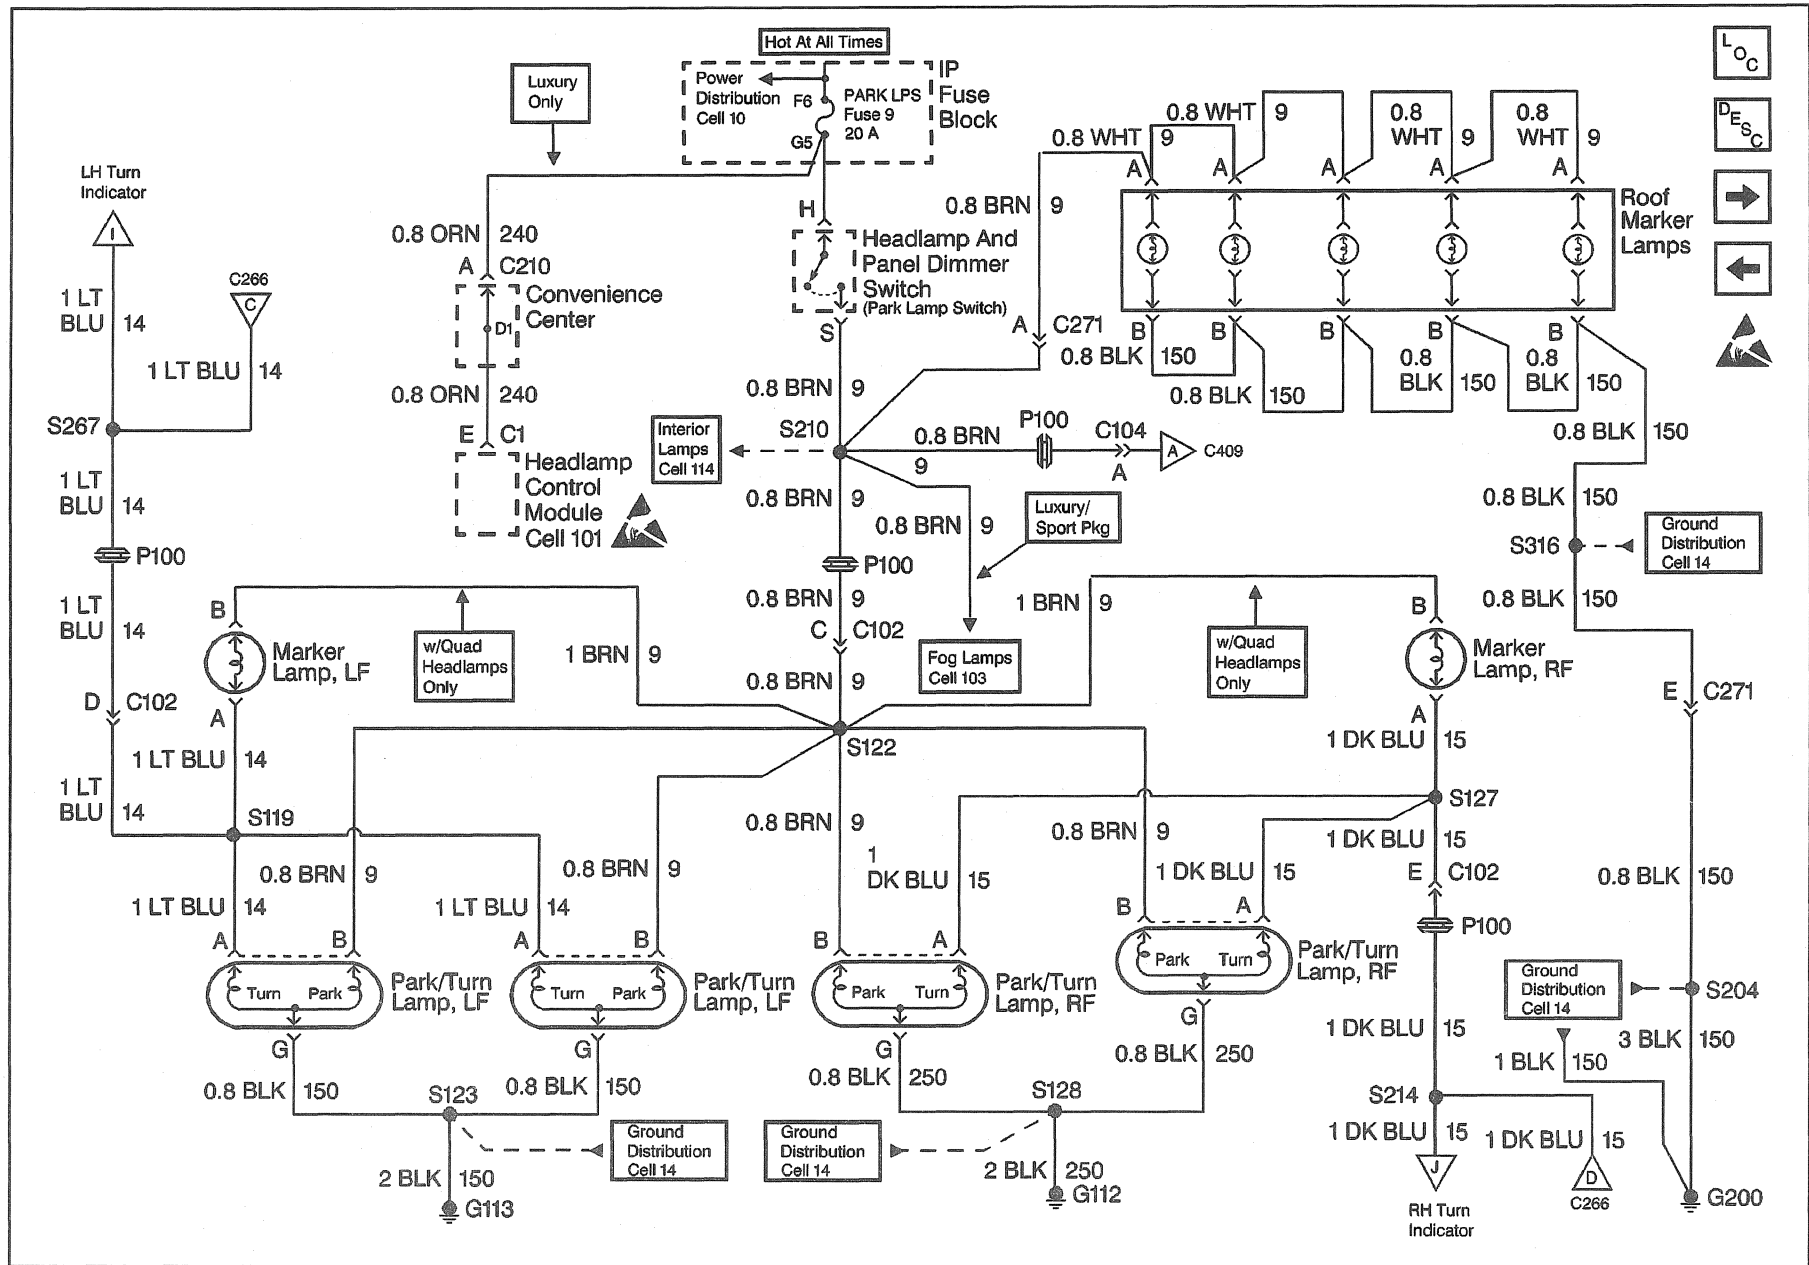 Hot At All Times
L O C
D E S C
Luxury
Only
Power
Distribution
Cell 10
F6
G5
PARK LPS
Fuse 9
20 A
IP
Fuse
Block
LH Turn
Indicator
I
1 LT
BLU 14
C266
C
1 LT BLU 14
S267
1 LT
BLU 14
P100
1 LT
BLU 14
D C102
1 LT
BLU 14
0.8 ORN 240
A C210
Convenience
Center
D1
0.8 ORN 240
E C1
Headlamp
Control
Module
Cell 101
H
Headlamp And
Panel Dimmer
Switch
(Park Lamp Switch)
S
0.8 BRN 9
S210
Interior
Lamps
Cell 114
0.8 BRN
9
P100
C104
A
A
C409
0.8 BRN 9
0.8 BRN 9
Luxury/
Sport Pkg
P100
0.8 BRN 9
C C102
Fog Lamps
Cell 103
0.8 BRN 9
S122
0.8 WHT 9
0.8 WHT 9
0.8
WHT 9
0.8
WHT 9
0.8 BRN 9
A A A A A
Roof
Marker
Lamps
A C271
B B B B B
0.8 BLK 150
0.8 BLK 150
0.8
BLK 150
0.8
BLK 150
0.8 BLK 150
0.8 BLK 150
S316
Ground
Distribution
Cell 14
0.8 BLK 150
E C271
0.8 BLK 150
B
Marker
Lamp, LF
A
w/Quad
Headlamps
Only
1 BRN 9
1 BRN 9
w/Quad
Headlamps
Only
B
Marker
Lamp, RF
A
1 LT BLU 14
S119
1 DK BLU 15
S127
1 DK BLU 15
E C102
P100
0.8 BRN 9
0.8 BRN 9
0.8 BRN 9
0.8 BRN 9
1 LT BLU 14
1 LT BLU 14
1
DK BLU 15
1 DK BLU 15
A B
Turn Park
Park/Turn
Lamp, LF
G
A B
Turn Park
Park/Turn
Lamp, LF
G
B A
Park Turn
Park/Turn
Lamp, RF
G
B A
Park Turn
Park/Turn
Lamp, RF
G
0.8 BLK 150
0.8 BLK 150
0.8 BLK 250
0.8 BLK 250
S123
Ground
Distribution
Cell 14
2 BLK 150
G113
S128
Ground
Distribution
Cell 14
2 BLK 250
G112
1 DK BLU 15
S214
1 DK BLU 15
1 DK BLU 15
J
RH Turn
Indicator
D
C266
Ground
Distribution
Cell 14
S204
3 BLK 150
1 BLK 150
G200